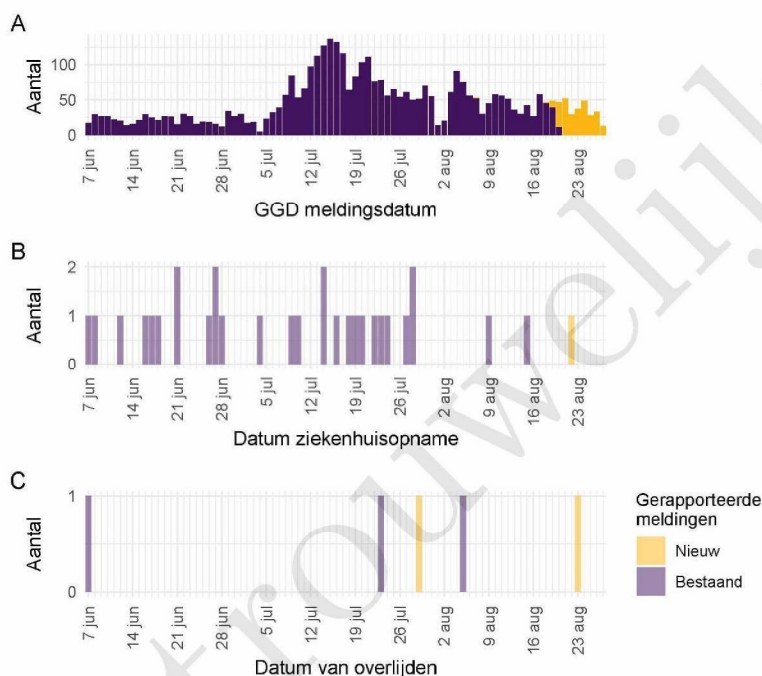 A
Aantal
100
50
0
7 jun
14 jun
21 jun
28 jun
5 jul
12 jul
19 jul
26 jul
2 aug
9 aug
16 aug
23 aug
GGD meldingsdatum
B
Aantal
2
1
0
7 jun
14 jun
21 jun
28 jun
5 jul
12 jul
19 jul
26 jul
2 aug
9 aug
16 aug
23 aug
Datum ziekenhuisopname
C
Aantal
1
0
7 jun
14 jun
21 jun
28 jun
5 jul
12 jul
19 jul
26 jul
2 aug
9 aug
16 aug
23 aug
Datum van overlijden
Gerapporteerde
meldingen
Nieuw
Bestaand
trouwelijk